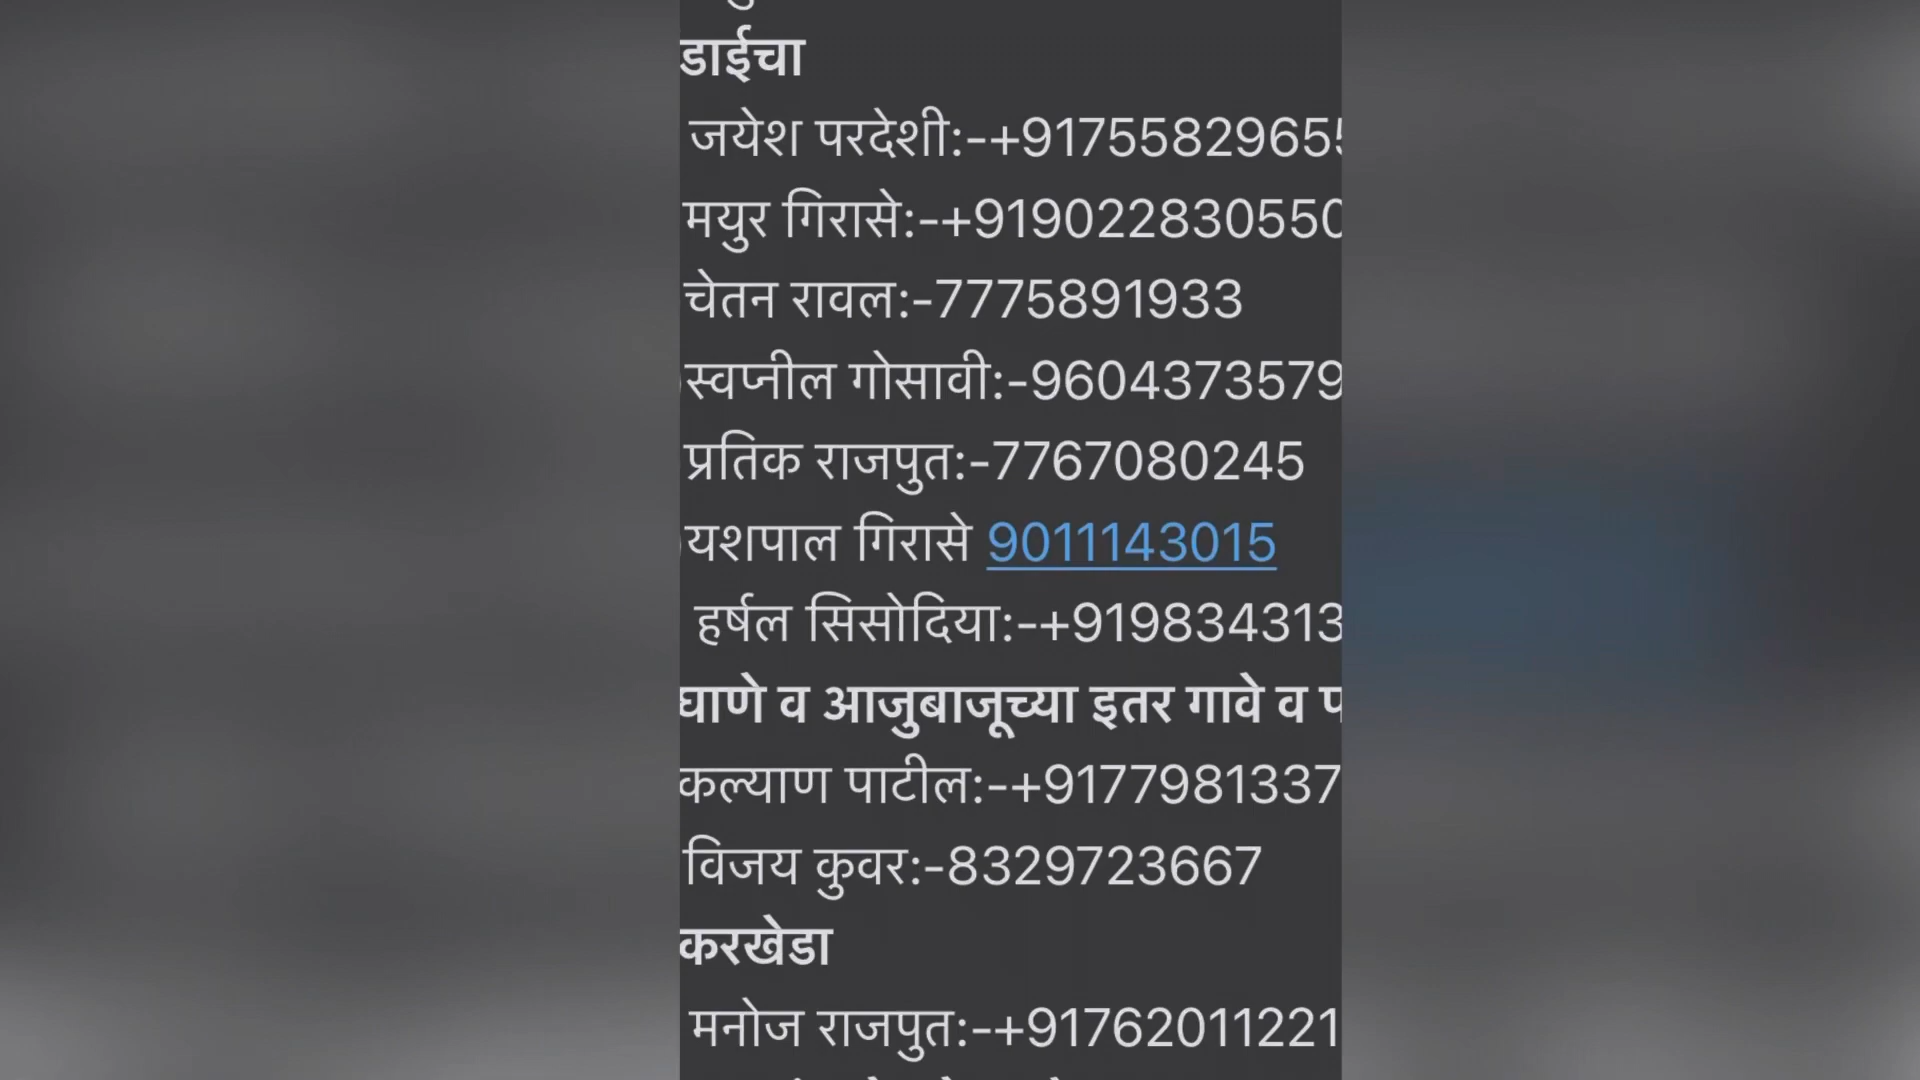 डाईचा
जयेश परदेशी:-+91755829655
मयुर गिरासे:-+919022830550
चेतन रावल:-7775891933
स्वप्नील गोसावी:-9604373579
प्रतिक राजपुत:-7767080245
यशपाल गिरासे 9011143015
हर्षल सिसोदिया:-+919834313
घाणे व आजुबाजूच्या इतर गावे व
कल्याण पाटील:-+9177981337
विजय कुवर:-8329723667
करखेडा
मनोज राजपुत:-+91762011221